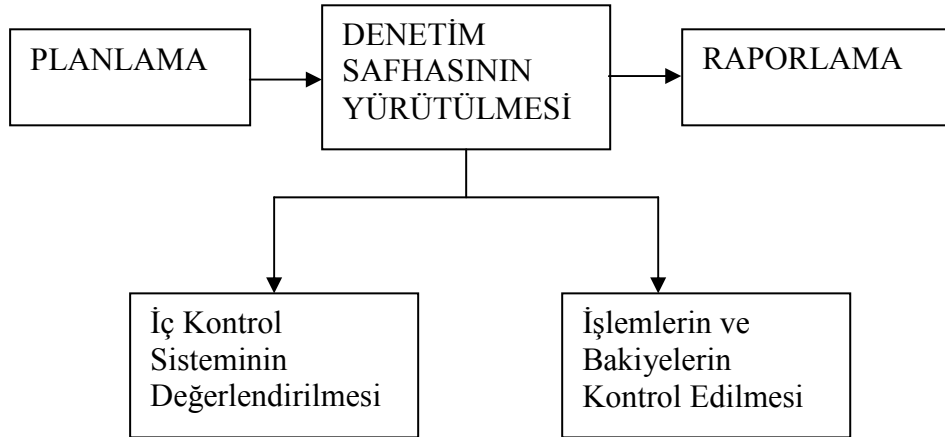 PLANLAMA
DENETİM
SAFHASININ
YÜRÜTÜLMESİ
RAPORLAMA
İç Kontrol
Sisteminin
Değerlendirilmesi
İşlemlerin ve
Bakiyelerin
Kontrol Edilmesi